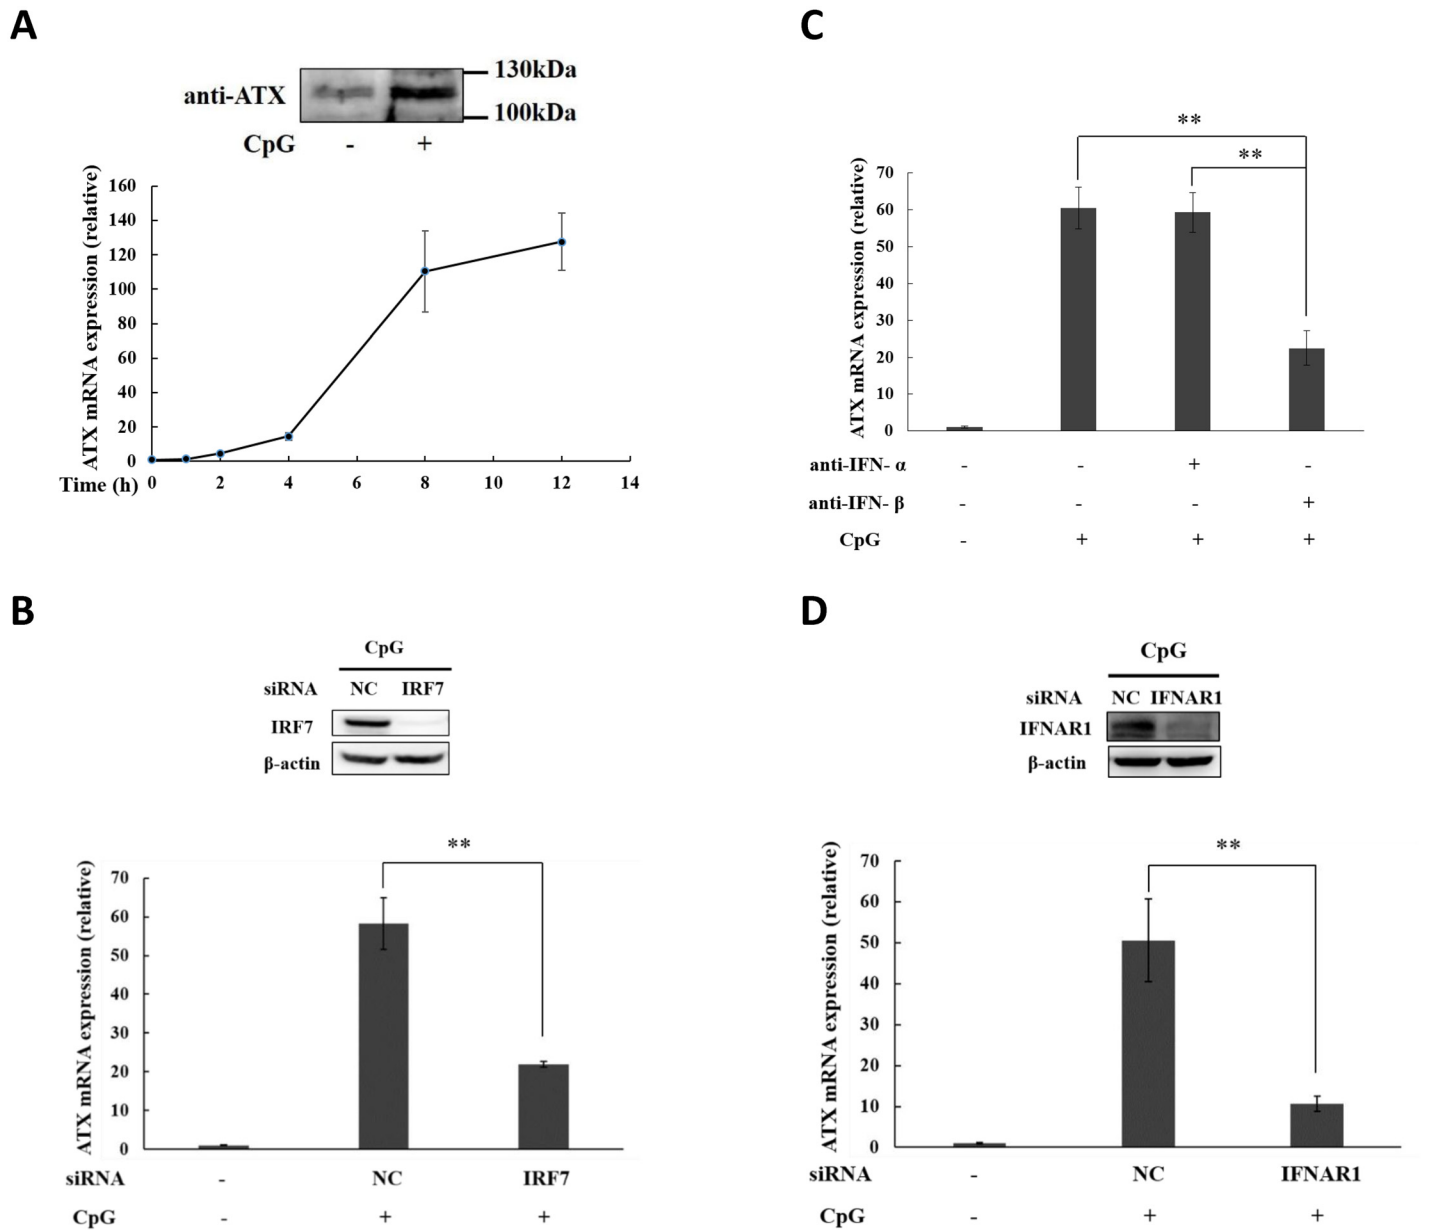 A
anti-ATX
130kDa
100kDa
CpG - +
ATX mRNA expression (relative)
160
140
120
100
80
60
40
20
0
Time (h) 0 2 4 6 8 10 12 14
C
** 
**
ATX mRNA expression (relative)
70
60
50
40
30
20
10
0
anti-IFN- α - - + -
anti-IFN- β - - - +
CpG - + + +
B
CpG
siRNA NC IRF7
IRF7
β-actin
**
ATX mRNA expression (relative)
70
60
50
40
30
20
10
0
siRNA - NC IRF7
CpG - + +
D
CpG
siRNA NC IFNAR1
IFNAR1
β-actin
**
ATX mRNA expression (relative)
70
60
50
40
30
20
10
0
siRNA - NC IFNAR1
CpG - + +